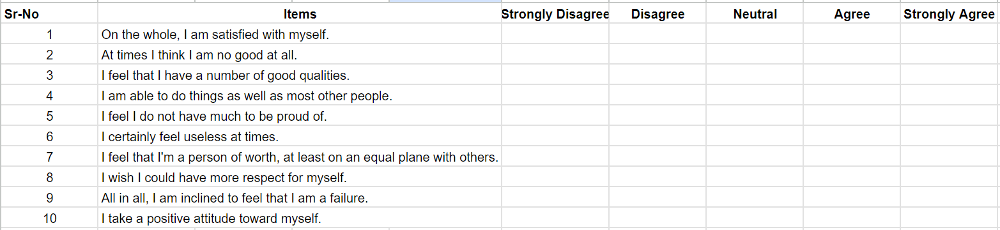 Sr-No Items Strongly Disagree Disagree Neutral Agree Strongly Agree
1 On the whole, I am satisfied with myself.
2 At times I think I am no good at all.
3 I feel that I have a number of good qualities.
4 I am able to do things as well as most other people.
5 I feel I do not have much to be proud of.
6 I certainly feel useless at times.
7 I feel that I'm a person of worth, at least on an equal plane with others.
8 I wish I could have more respect for myself.
9 All in all, I am inclined to feel that I am a failure.
10 I take a positive attitude toward myself.